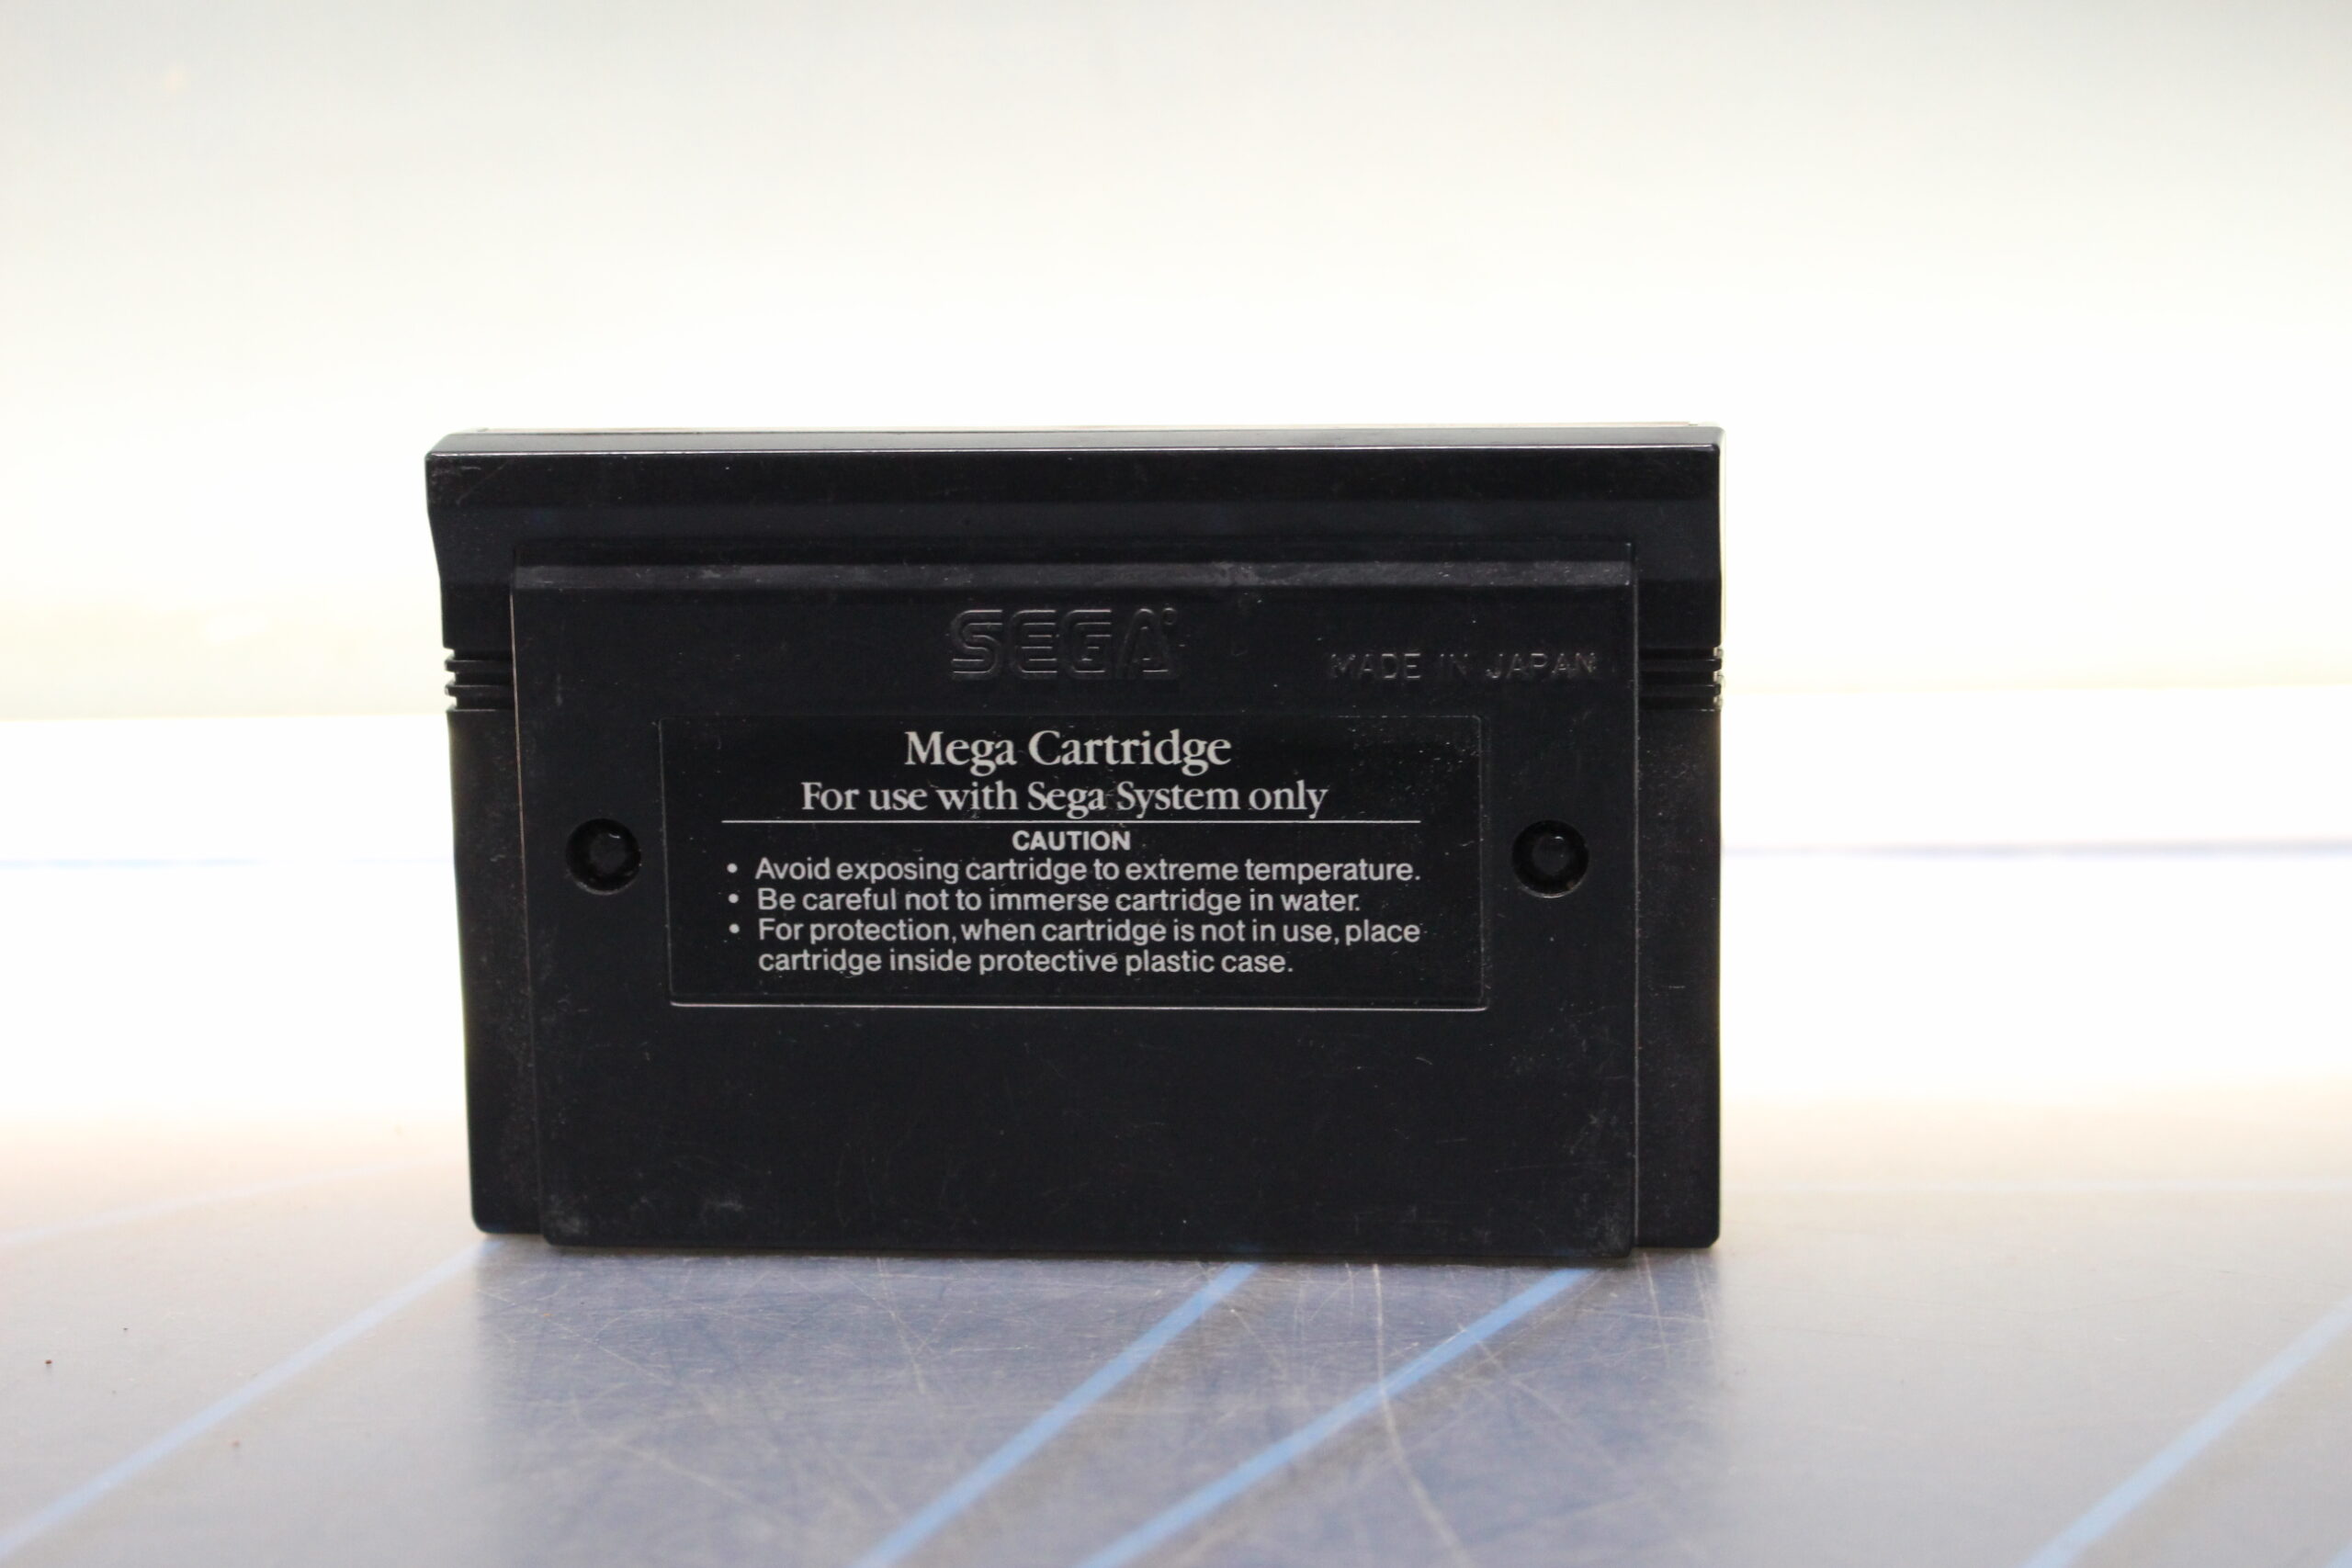 SEGA
MADE IN JAPAN
Mega Cartridge
For use with Sega System only
CAUTION
• Avoid exposing cartridge to extreme temperature.
• Be careful not to immerse cartridge in water.
• For protection, when cartridge is not in use, place
cartridge inside protective plastic case.